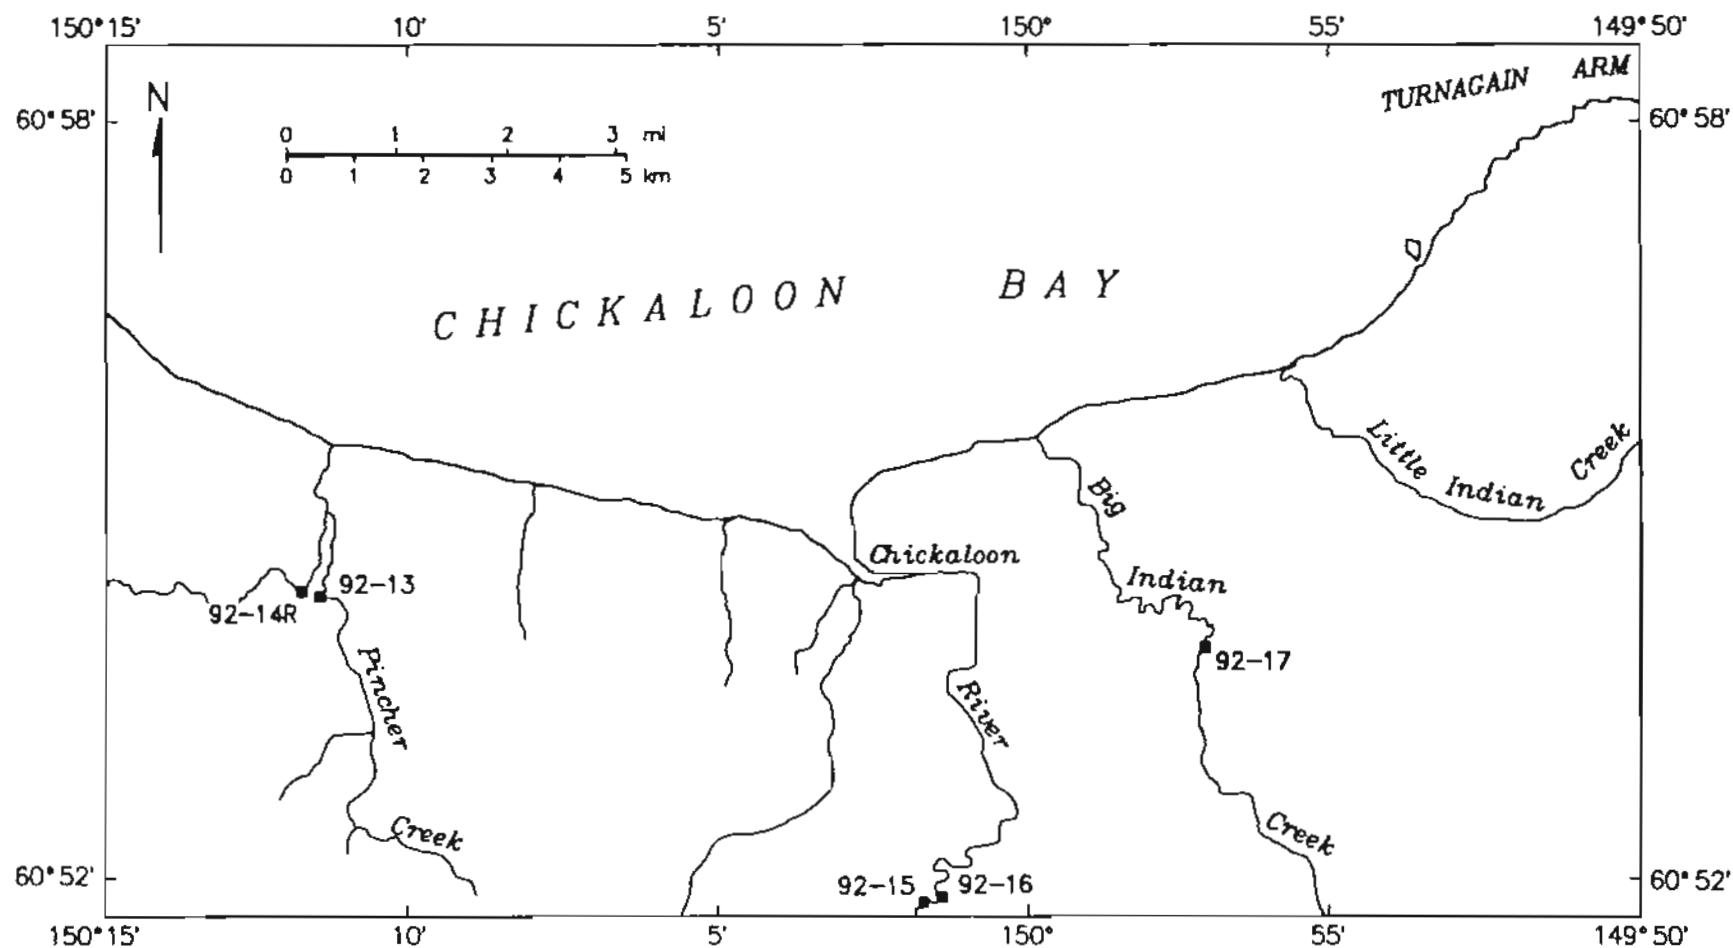 150°15' 10' 5' 150° 55' 149°50'
TURNAGAIN ARM
N
60°58' 60°58'
0 1 2 3 mi
0 1 2 3 4 5 km
CHICKALOON BAY
Little Indian Creek
Big Indian Creek
Chickaloon River
92-13
92-14R
92-17
Pincher Creek
92-15 92-16
60°52' 60°52'
150°15' 10' 5' 150° 55' 149°50'